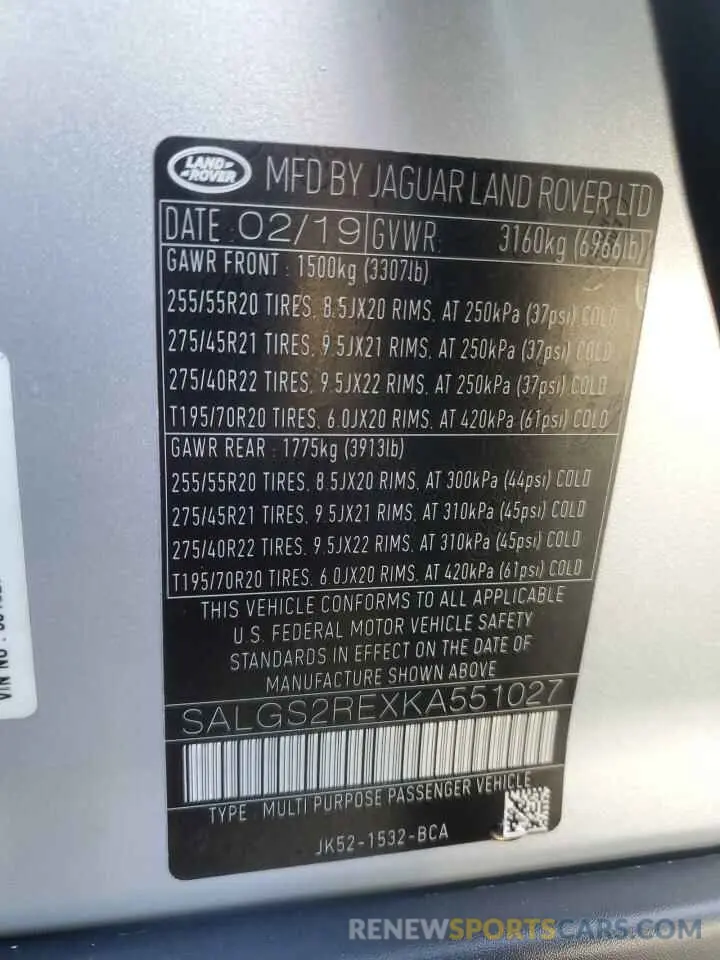 LAND ROVER
MFD BY JAGUAR LAND ROVER LTD
DATE: 02/19 GVWR: 3160kg (6966lb)
GAWR FRONT : 1500kg (3307lb)
255/55R20 TIRES, 8.5JX20 RIMS, AT 250kPa (37psi) COLD
275/45R21 TIRES, 9.5JX21 RIMS, AT 250kPa (37psi) COLD
275/40R22 TIRES, 9.5JX22 RIMS, AT 250kPa (37psi) COLD
T195/70R20 TIRES, 6.0JX20 RIMS, AT 420kPa (61psi) COLD
GAWR REAR : 1775kg (3913lb)
255/55R20 TIRES, 8.5JX20 RIMS, AT 300kPa (44psi) COLD
275/45R21 TIRES, 9.5JX21 RIMS, AT 310kPa (45psi) COLD
275/40R22 TIRES, 9.5JX22 RIMS, AT 310kPa (45psi) COLD
T195/70R20 TIRES, 6.0JX20 RIMS, AT 420kPa (61psi) COLD
THIS VEHICLE CONFORMS TO ALL APPLICABLE
U.S. FEDERAL MOTOR VEHICLE SAFETY
STANDARDS IN EFFECT ON THE DATE OF
MANUFACTURE SHOWN ABOVE
SALGS2REXKA551027
TYPE : MULTI PURPOSE PASSENGER VEHICLE
JK52-1532-BCA
VIN NO :
RENEWSPORTSCARS.COM